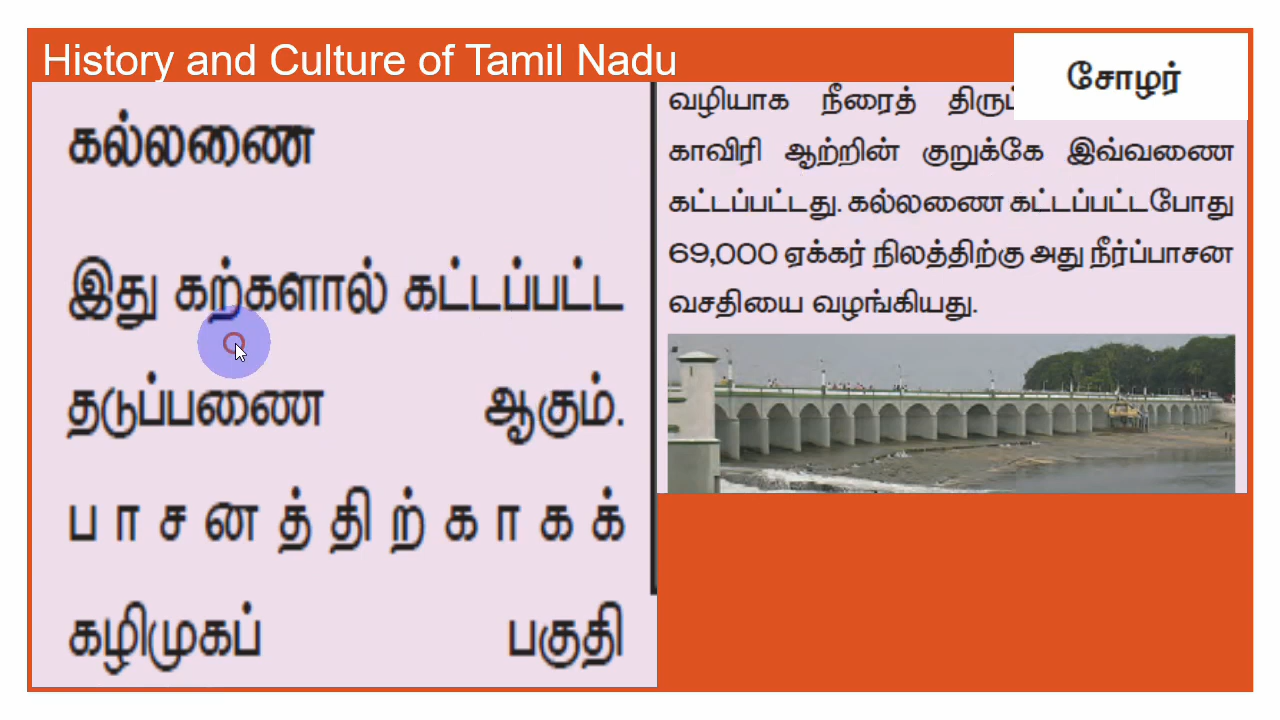 History and Culture of Tamil Nadu
சோழர்
கல்லணை
இது கற்களால் கட்டப்பட்ட
தடுப்பணை ஆகும்.
பாசனத்திற்காகக்
கழிமுகப் பகுதி
வழியாக நீரைத்
காவிரி ஆற்றின் குறுக்கே இவ்வணை
கட்டப்பட்டது. கல்லணை கட்டப்பட்டபோது
69,000 ஏக்கர் நிலத்திற்கு அது நீர்ப்பாசன
வசதியை வழங்கியது.